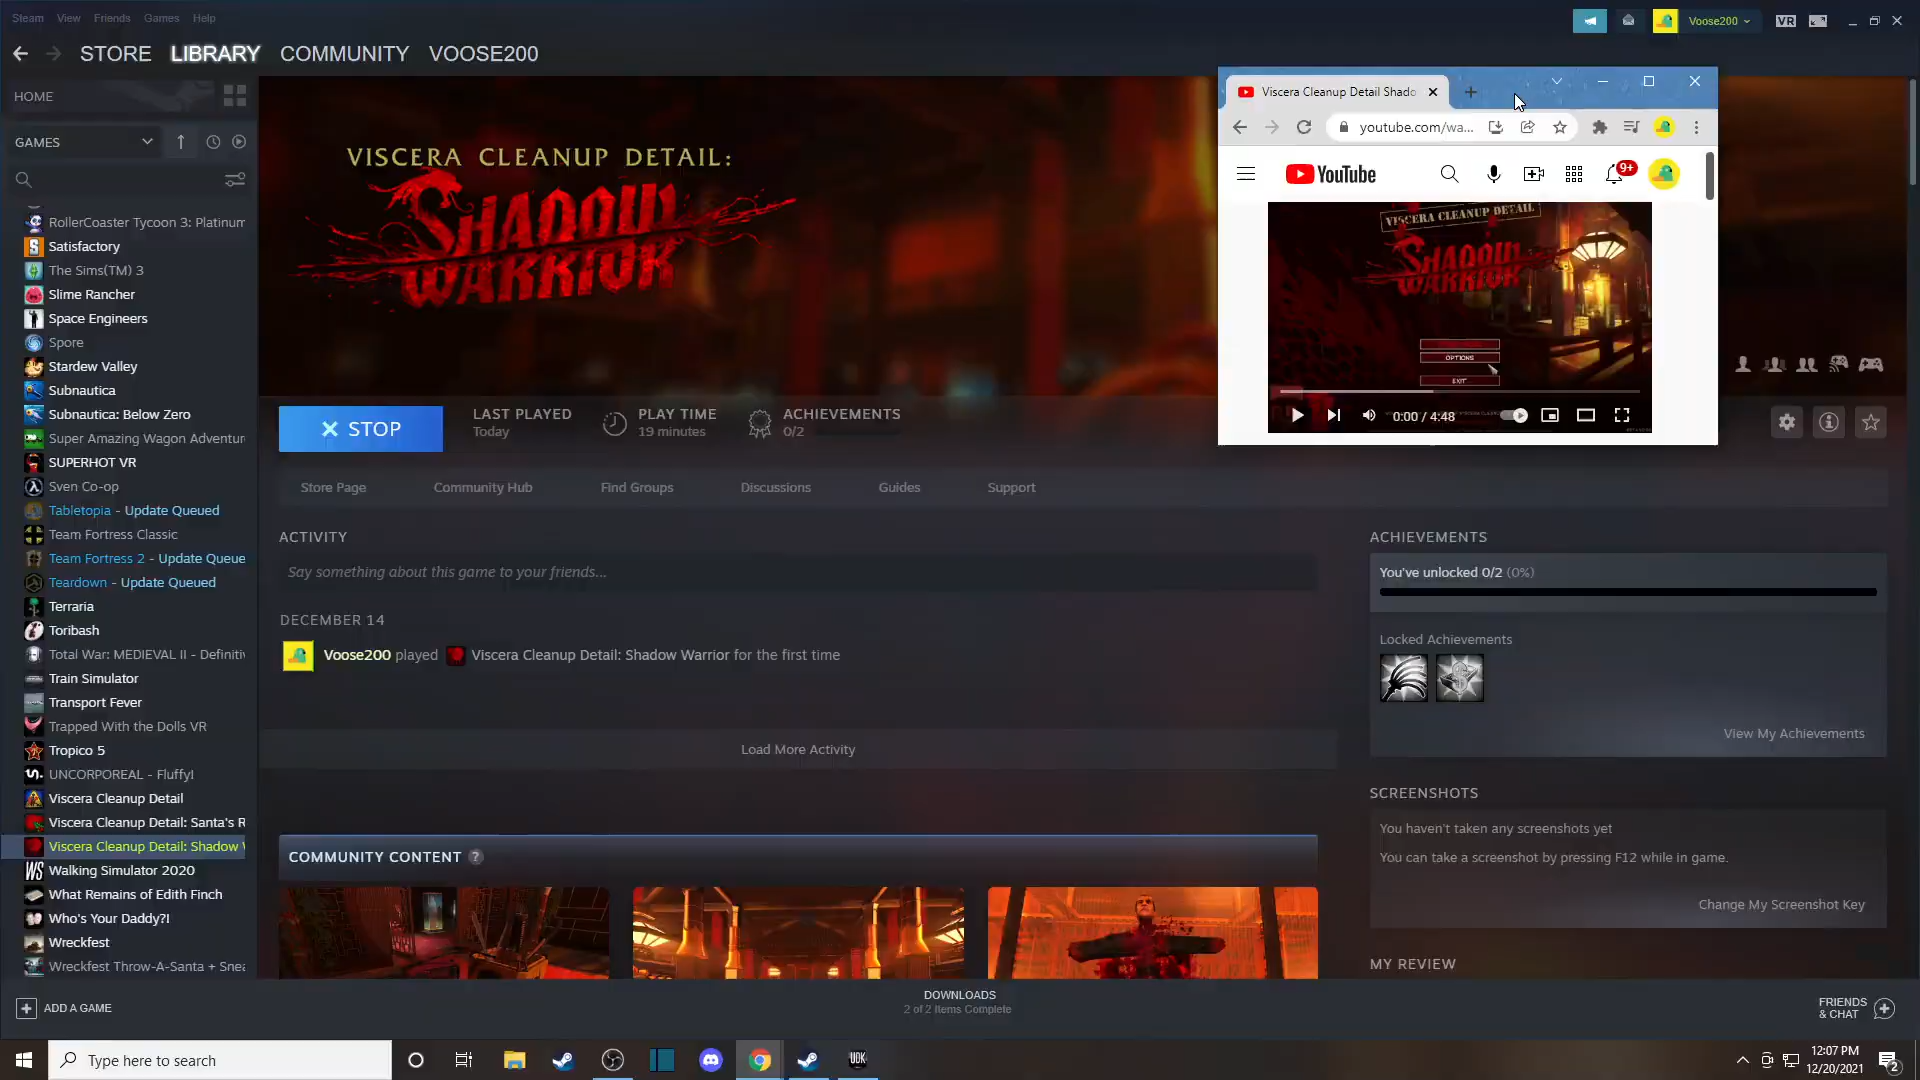 Steam View Friends Games Help
Voose200
VR
STORE LIBRARY COMMUNITY VOOSE200
HOME
GAMES
RollerCoaster Tycoon 3: Platinum
Satisfactory
The Sims(TM) 3
Slime Rancher
Space Engineers
Spore
Stardew Valley
Subnautica
Subnautica: Below Zero
Super Amazing Wagon Adventur
SUPERHOT VR
Sven Co-op
Tabletopia - Update Queued
Team Fortress Classic
Team Fortress 2 - Update Queue
Teardown - Update Queued
Terraria
Toribash
Total War: MEDIEVAL II - Definitiv
Train Simulator
Transport Fever
Trapped With the Dolls VR
Tropico 5
UNCORPOREAL - Fluffy!
Viscera Cleanup Detail
Viscera Cleanup Detail: Santa's R
Viscera Cleanup Detail: Shadow W
Walking Simulator 2020
What Remains of Edith Finch
Who's Your Daddy?!
Wreckfest
Wreckfest Throw-A-Santa + Snea
VISCERA CLEANUP DETAIL:
SHADOW
WARRIOR
Viscera Cleanup Detail Shado
youtube.com/wa...
YouTube
9+
VISCERA CLEANUP DETAIL
SHADOW
WARRIOR
OPTIONS
EXIT
0:00 / 4:48
STOP
LAST PLAYED
Today
PLAY TIME
19 minutes
ACHIEVEMENTS
0/2
Store Page Community Hub Find Groups Discussions Guides Support
ACTIVITY
Say something about this game to your friends...
DECEMBER 14
Voose200 played Viscera Cleanup Detail: Shadow Warrior for the first time
Load More Activity
COMMUNITY CONTENT ?
ACHIEVEMENTS
You've unlocked 0/2 (0%)
Locked Achievements
View My Achievements
SCREENSHOTS
You haven't taken any screenshots yet
You can take a screenshot by pressing F12 while in game.
Change My Screenshot Key
MY REVIEW
ADD A GAME
DOWNLOADS
2 of 2 Items Complete
FRIENDS
& CHAT
Type here to search
UDK
12:07 PM
12/20/2021
2